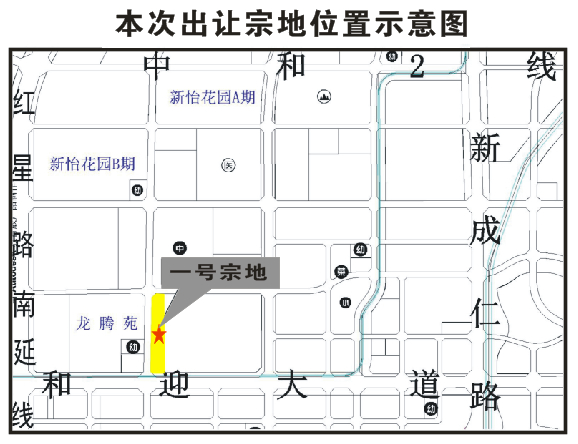 本次出让宗地位置示意图
中和2线
红星路南延线
新怡花园A期
医
新怡花园B期
幼
新成仁路
中
幼
一号宗地
龙腾苑
幼
幼
和迎大道
幼